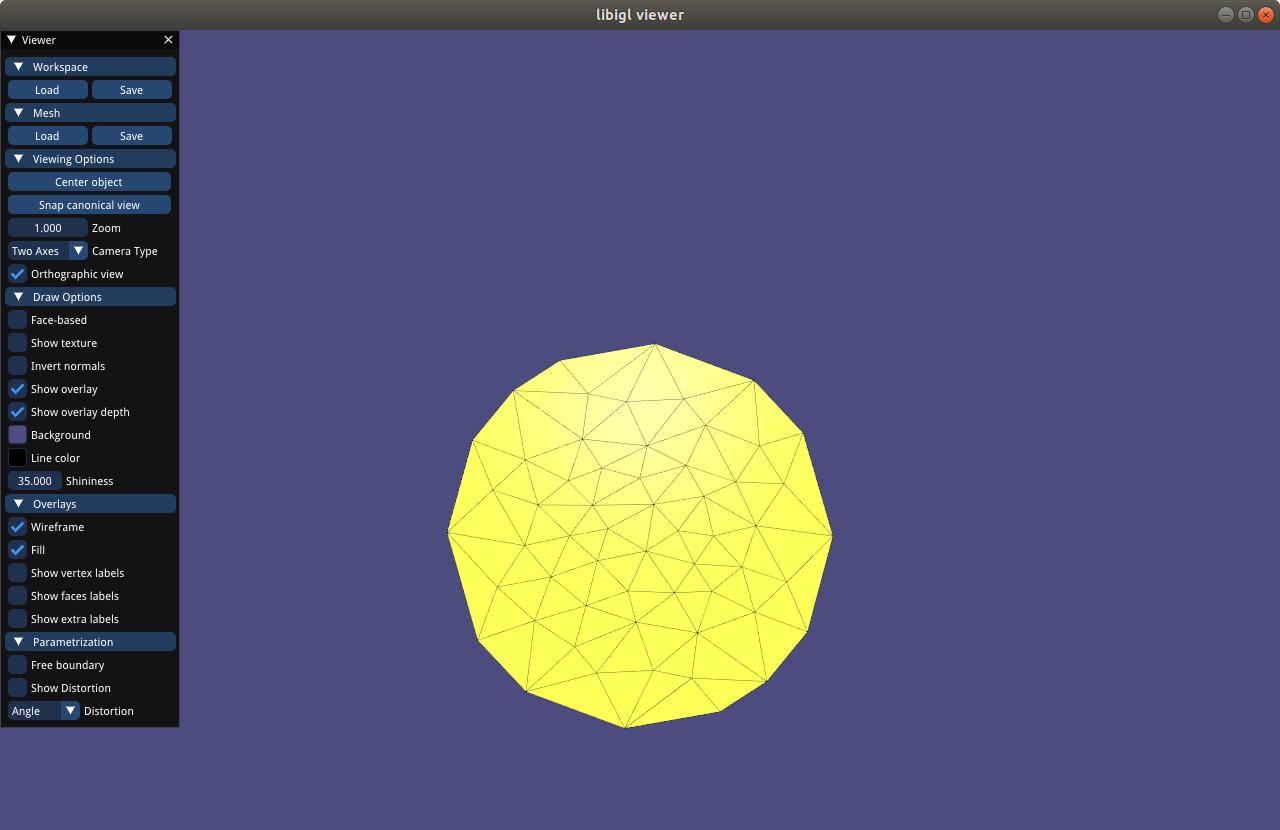 libigl viewer
Viewer
Workspace
Load Save
Mesh
Load Save
Viewing Options
Center object
Snap canonical view
1.000 Zoom
Two Axes Camera Type
Orthographic view
Draw Options
Face-based
Show texture
Invert normals
Show overlay
Show overlay depth
Background
Line color
35.000 Shininess
Overlays
Wireframe
Fill
Show vertex labels
Show faces labels
Show extra labels
Parametrization
Free boundary
Show Distortion
Angle Distortion